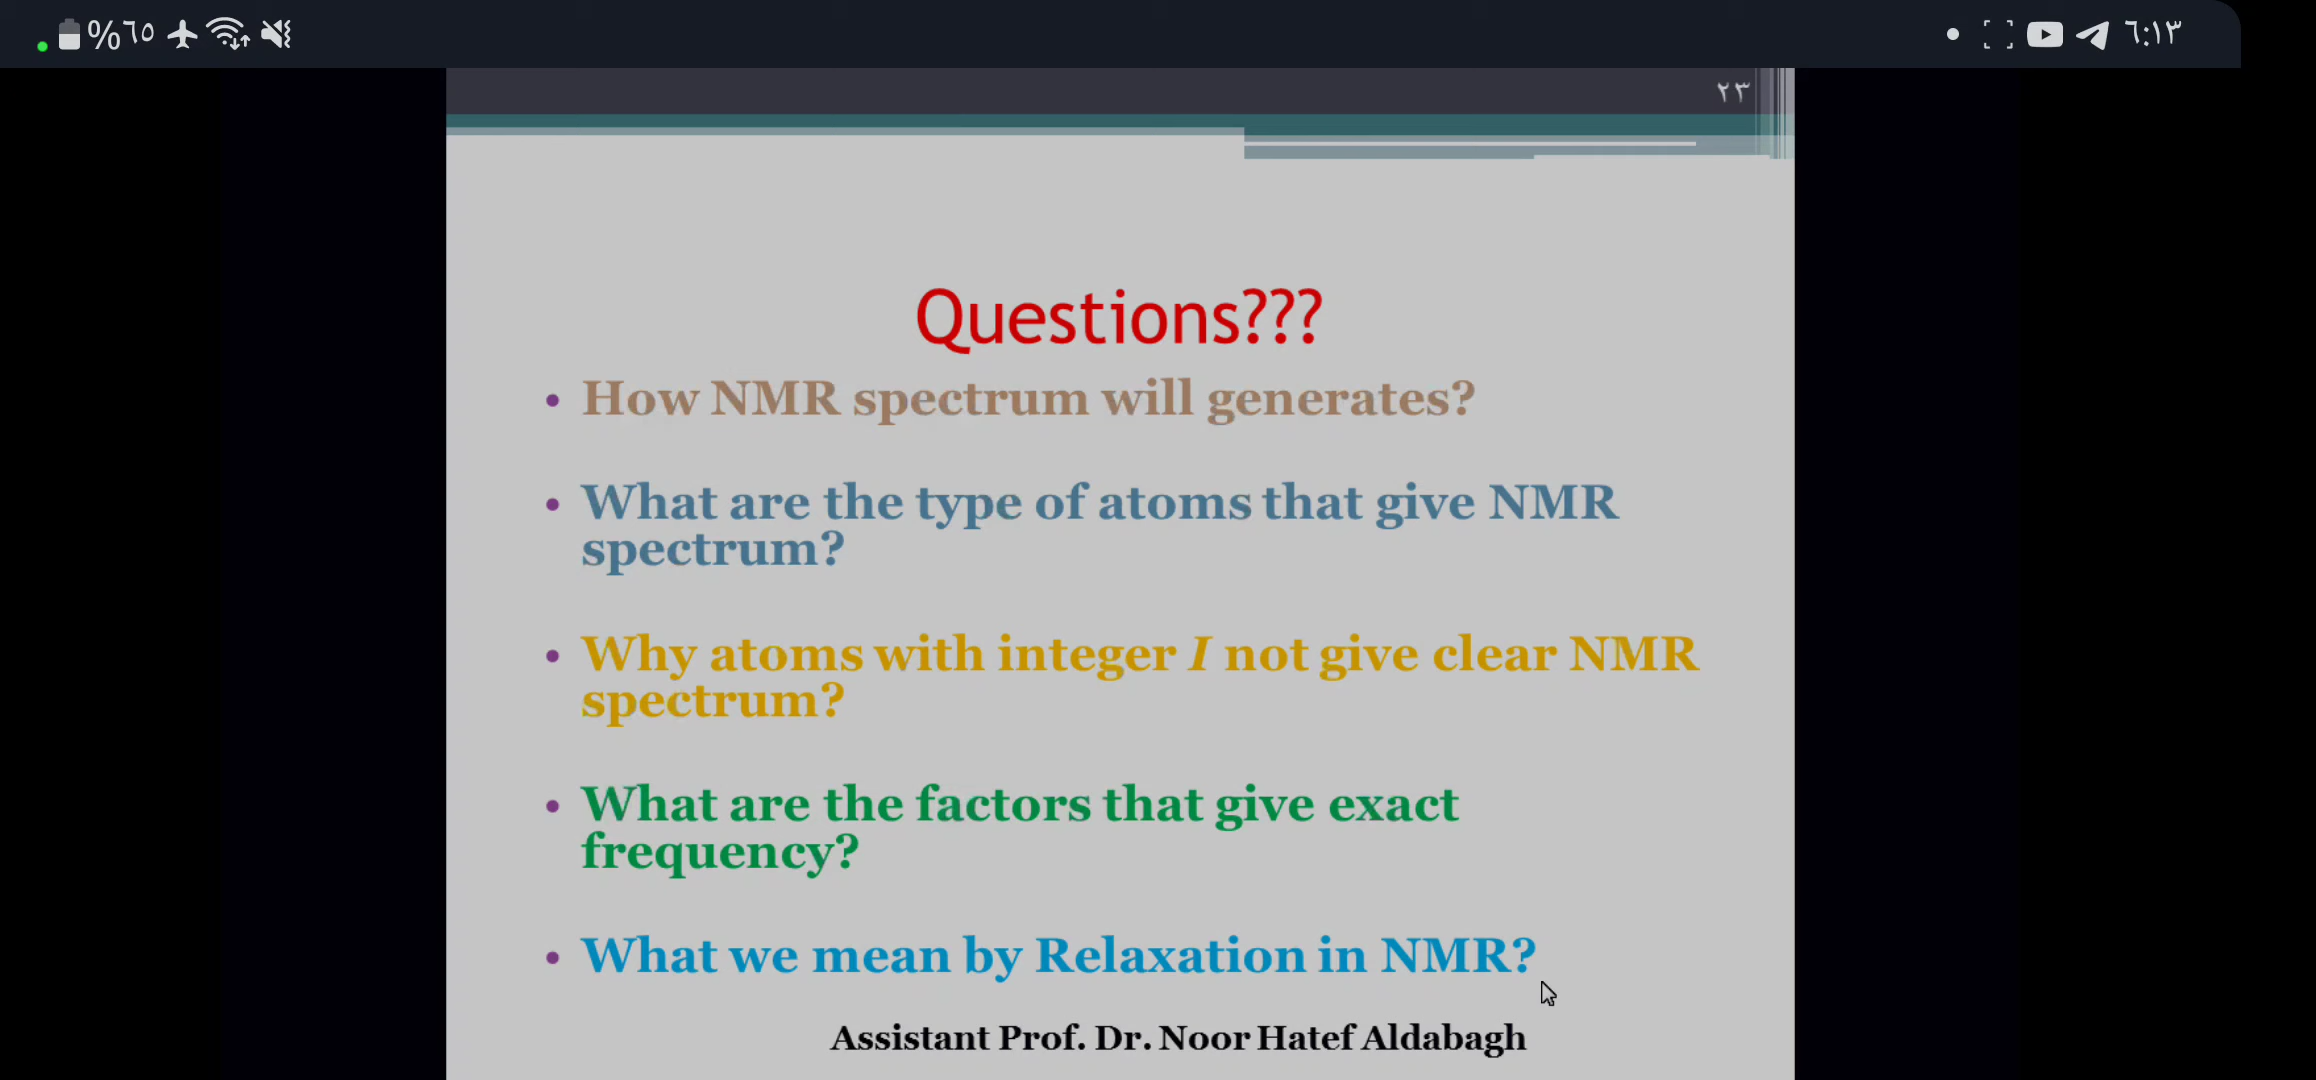 %٦٥
٦:١٣
٢٣
Questions???
• How NMR spectrum will generates?
• What are the type of atoms that give NMR
spectrum?
• Why atoms with integer I not give clear NMR
spectrum?
• What are the factors that give exact
frequency?
• What we mean by Relaxation in NMR?
Assistant Prof. Dr. Noor Hatef Aldabagh